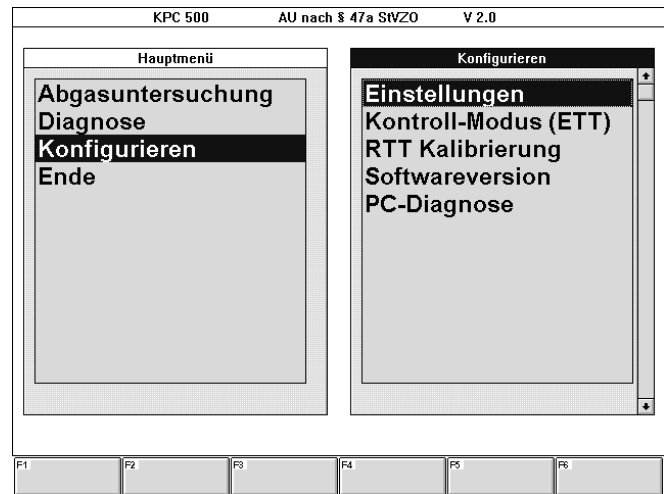 KPC 500 AU nach § 47a StVZO V 2.0
Hauptmenü
Abgasuntersuchung
Diagnose
Konfigurieren
Ende
Konfigurieren
Einstellungen
Kontroll-Modus (ETT)
RTT Kalibrierung
Softwareversion
PC-Diagnose
F1 F2 F3 F4 F5 F6